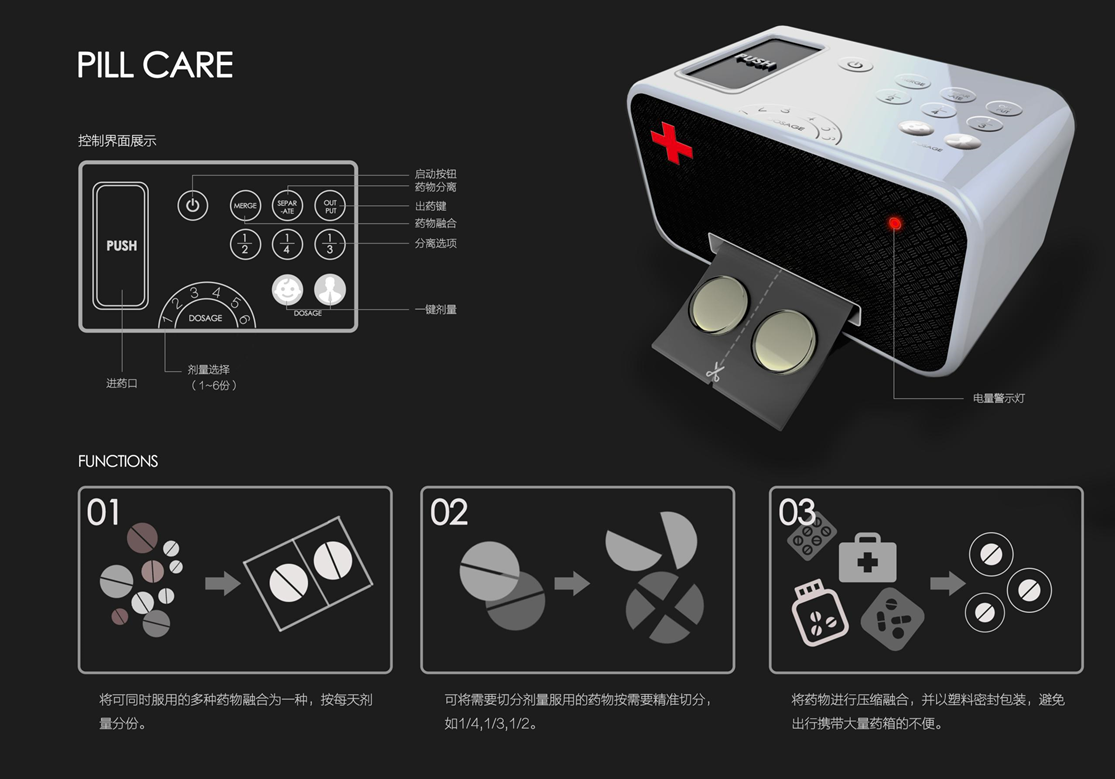 PILL CARE
控制界面展示
启动按钮
药物分离
出药键
药物融合
分离选项
一键剂量
PUSH
MERGE
SEPAR
-ATE
OUT
PUT
1/2
1/4
1/3
1 2 3 4 5 6
DOSAGE
DOSAGE
进药口
剂量选择
（1~6份）
PUSH
电量警示灯
FUNCTIONS
01
02
03
将可同时服用的多种药物融合为一种，按每天剂
量分份。
可将需要切分剂量服用的药物按需要精准切分，
如1/4,1/3,1/2。
将药物进行压缩融合，并以塑料密封包装，避免
出行携带大量药箱的不便。